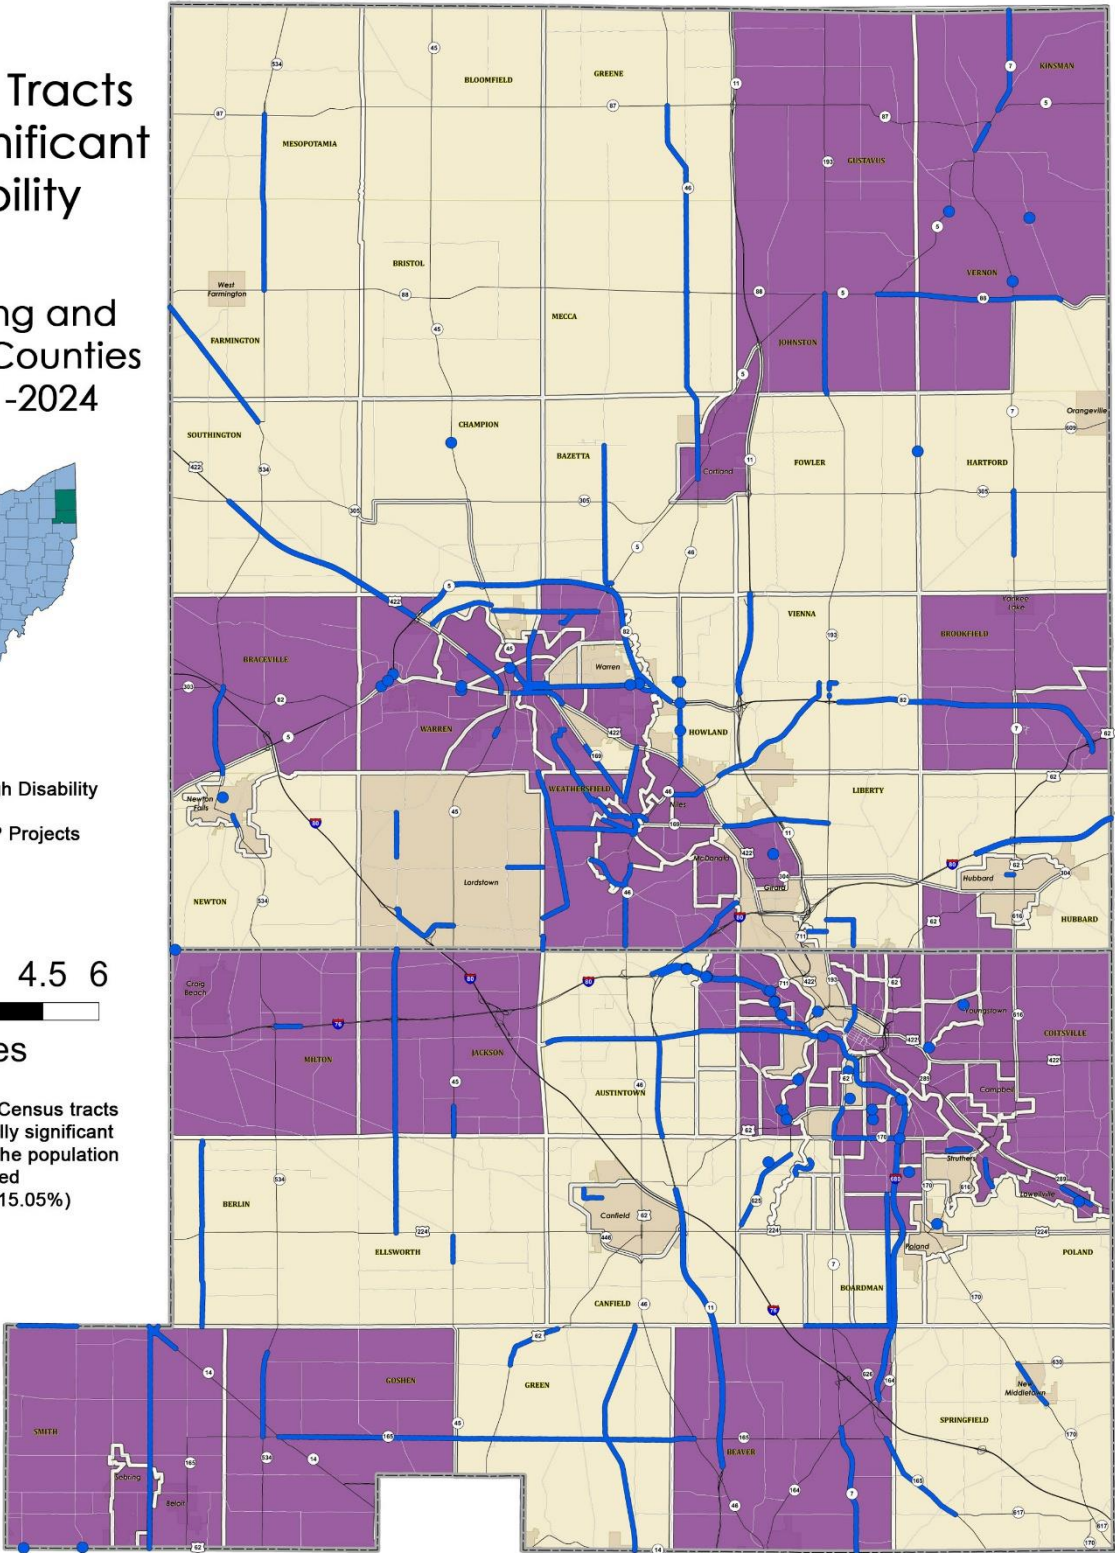 Tracts
nificant
bility
ng and
Counties
-2024
h Disability
Projects
4.5 6
es
Census tracts
lly significant
he population
ed
15.05%)
KINSMAN
GREENE
BLOOMFIELD
MESOPOTAMIA
GUSTAVUS
VERNON
BRISTOL
West
Farmington
MECCA
FARMINGTON
JOHNSTON
Orangeville
CHAMPION
SOUTHINGTON
BAZETTA
FOWLER
HARTFORD
Cortland
Yankee
Lake
VIENNA
BROOKFIELD
BRACEVILLE
Warren
WARREN
HOWLAND
WEATHERSFIELD
LIBERTY
Newton
Falls
Niles
McDonald
Girard
Lordstown
Hubbard
NEWTON
HUBBARD
Craig
Beach
Youngstown
COITSVILLE
MILTON
JACKSON
AUSTINTOWN
Campbell
Struthers
Lowellville
BERLIN
Canfield
ELLSWORTH
Poland
POLAND
BOARDMAN
CANFIELD
GOSHEN
GREEN
New
Middletown
SMITH
SPRINGFIELD
BEAVER
Sebring
Beloit